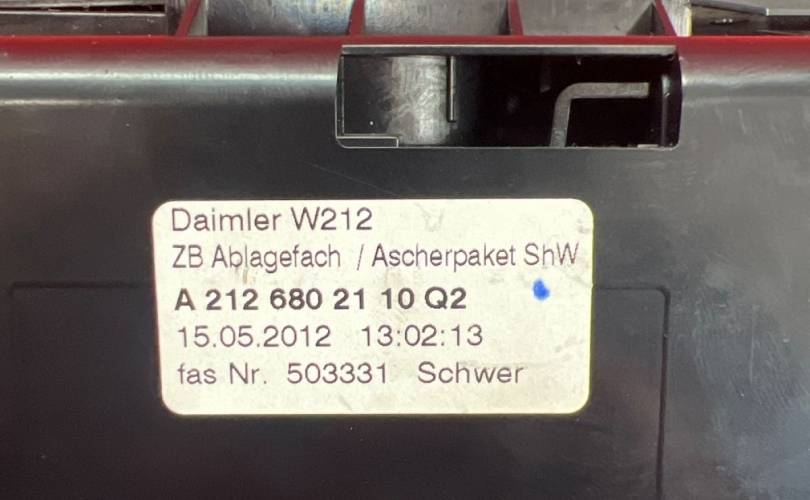 Daimler W212
ZB Ablagefach / Ascherpaket ShW
A 212 680 21 10 Q2
15.05.2012 13:02:13
fas Nr. 503331 Schwer